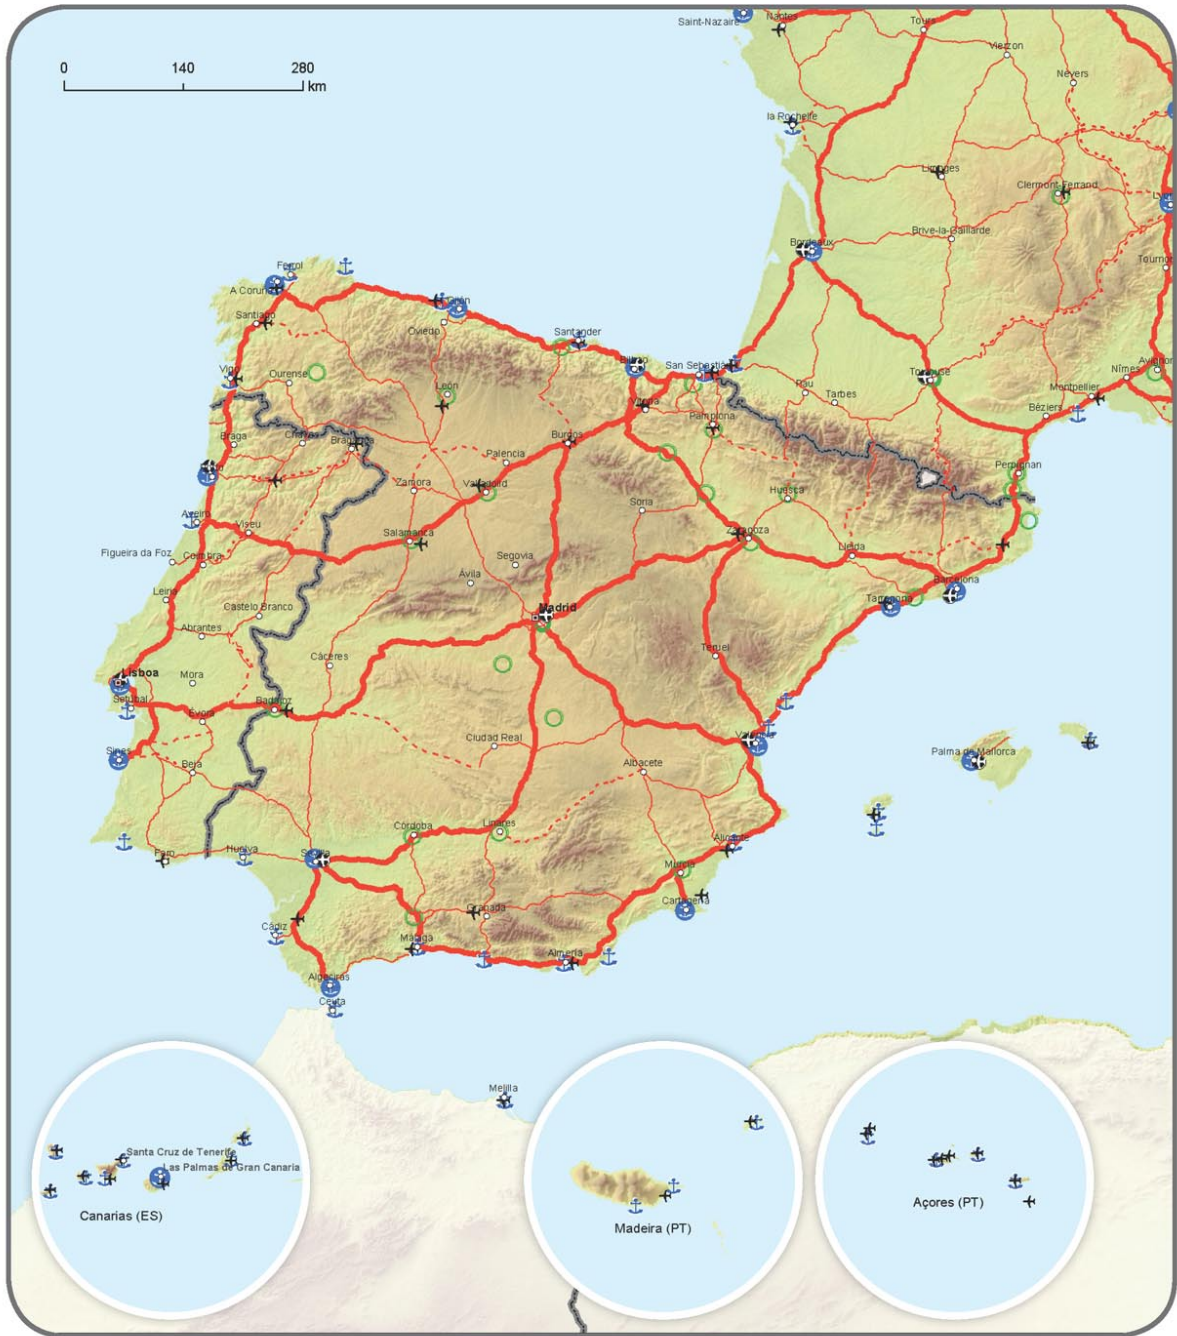 Saint-Nazaire
Nantes
Tours
Vierzon
Nevers
0 140 280
km
la Rochelle
Limoges
Clermont-Ferrand
Brive-la-Gaillarde
Bordeaux
Ferrol
A Coruña
Santiago
Gijón
Oviedo
Santander
Bilbao
San Sebastián
Vigo
Ourense
León
Vitoria
Pamplona
Pau
Tarbes
Toulouse
Nîmes
Montpellier
Béziers
Braga
Chaves
Bragança
Burgos
Palencia
Zamora
Valladolid
Soria
Huesca
Perpignan
Aveiro
Viseu
Salamanca
Segovia
Zaragoza
Lleida
Figueira da Foz
Coimbra
Ávila
Barcelona
Leiria
Castelo Branco
Madrid
Tarragona
Abrantes
Cáceres
Teruel
Lisboa
Mora
Setúbal
Évora
Badajoz
Ciudad Real
Valencia
Palma de Mallorca
Sines
Beja
Albacete
Córdoba
Linares
Alicante
Faro
Huelva
Sevilla
Murcia
Cartagena
Granada
Cádiz
Málaga
Almería
Algeciras
Ceuta
Melilla
Santa Cruz de Tenerife
Las Palmas de Gran Canaria
Canarias (ES)
Madeira (PT)
Açores (PT)